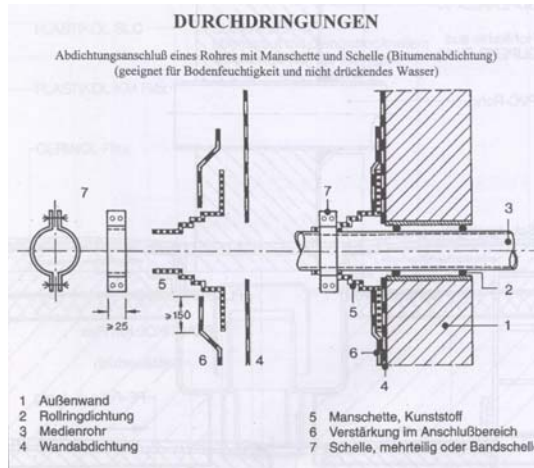 DURCHDRINGUNGEN
Abdichtungsanschluß eines Rohres mit Manschette und Schelle (Bitumenabdichtung)
(geeignet für Bodenfeuchtigkeit und nicht drückendes Wasser)
7
7
3
5
≥ 25
≥150
6
4
5
2
1
6
4
1 Außenwand
2 Rollringdichtung
3 Medienrohr
4 Wandabdichtung
5 Manschette, Kunststoff
6 Verstärkung im Anschlußbereich
7 Schelle, mehrteilig oder Bandschelle